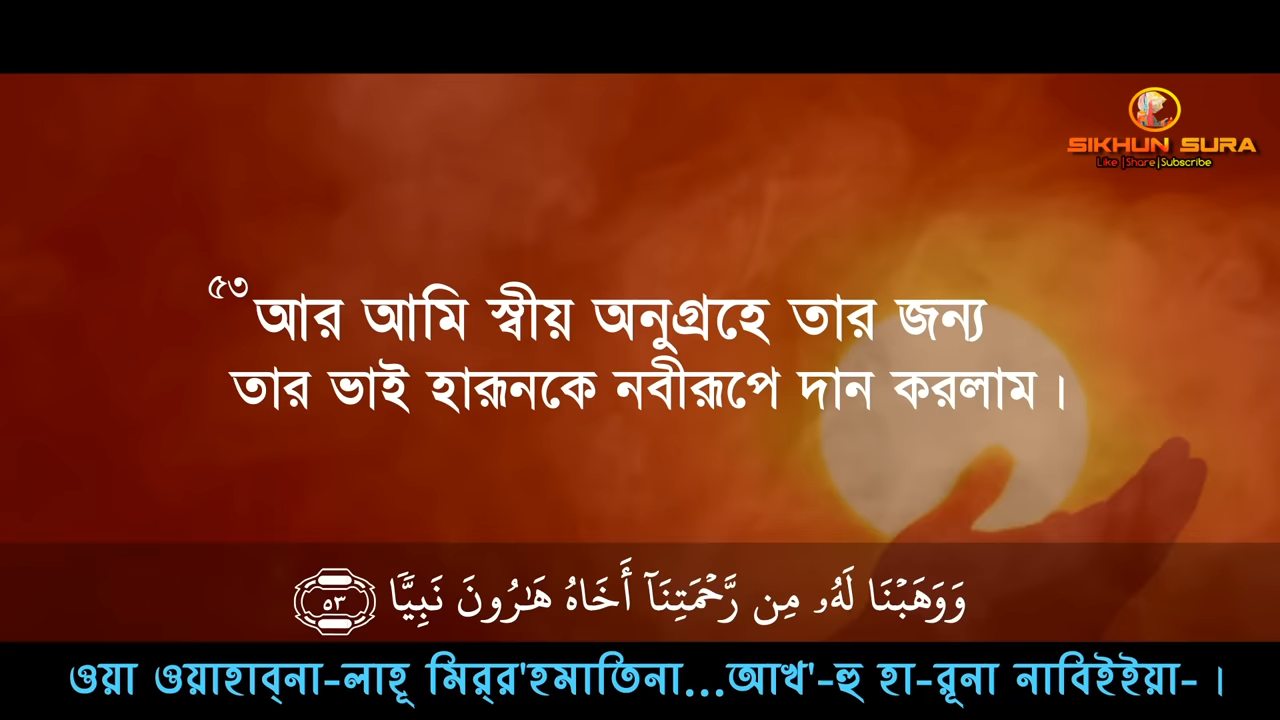 SIKHUN SURA
Like |Share|Subscribe
৫৩ আর আমি স্বীয় অনুগ্রহে তার জন্য
তার ভাই হারূনকে নবীরূপে দান করলাম।
وَوَهَبْنَا لَهُۥ مِن رَّحْمَتِنَآ أَخَاهُ هَـٰرُونَ نَبِيًّا ٥٣
ওয়া ওয়াহাব্‌না-লাহূ মির্‌র'হমাতিনা...আখ'-হু হা-রূনা নাবিইইয়া-।